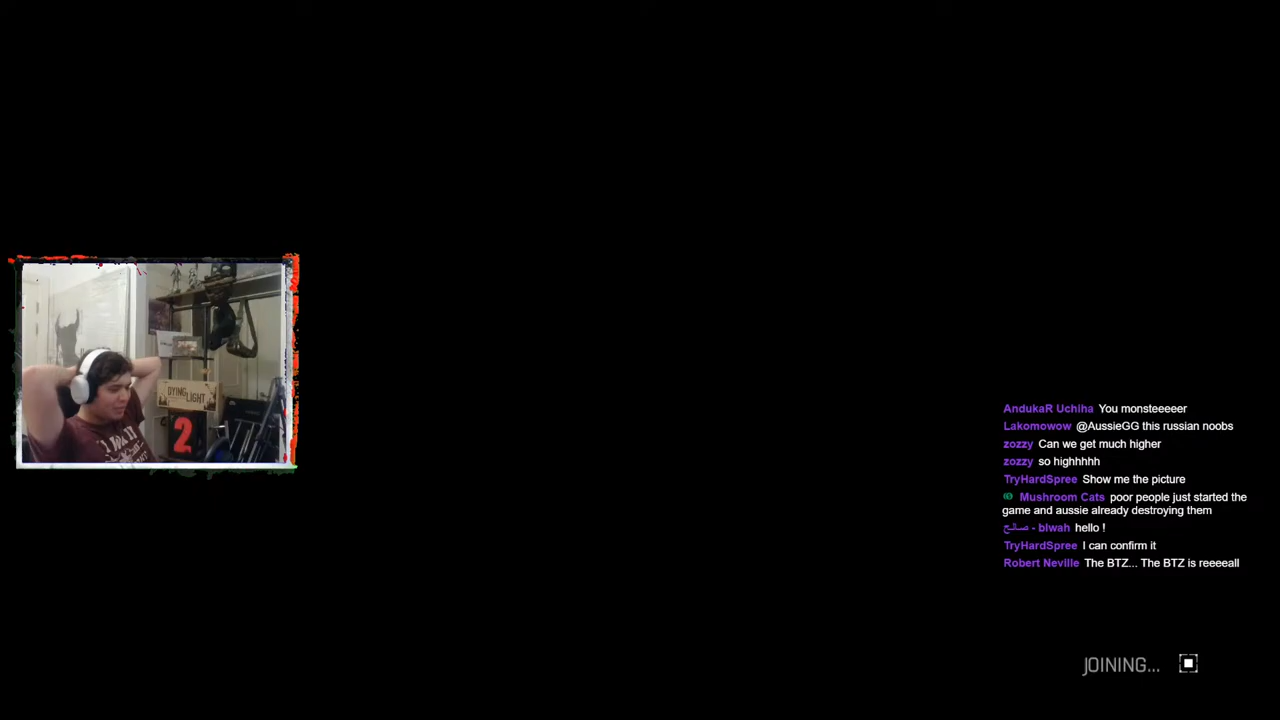 DYING LIGHT
2
AndukaR Uchiha You monsteeeeer
Lakomowow @AussieGG this russian noobs
zozzy Can we get much higher
zozzy so highhhhh
TryHardSpree Show me the picture
Mushroom Cats poor people just started the
game and aussie already destroying them
صالح - blwah hello !
TryHardSpree I can confirm it
Robert Neville The BTZ... The BTZ is reeeeall
JOINING...